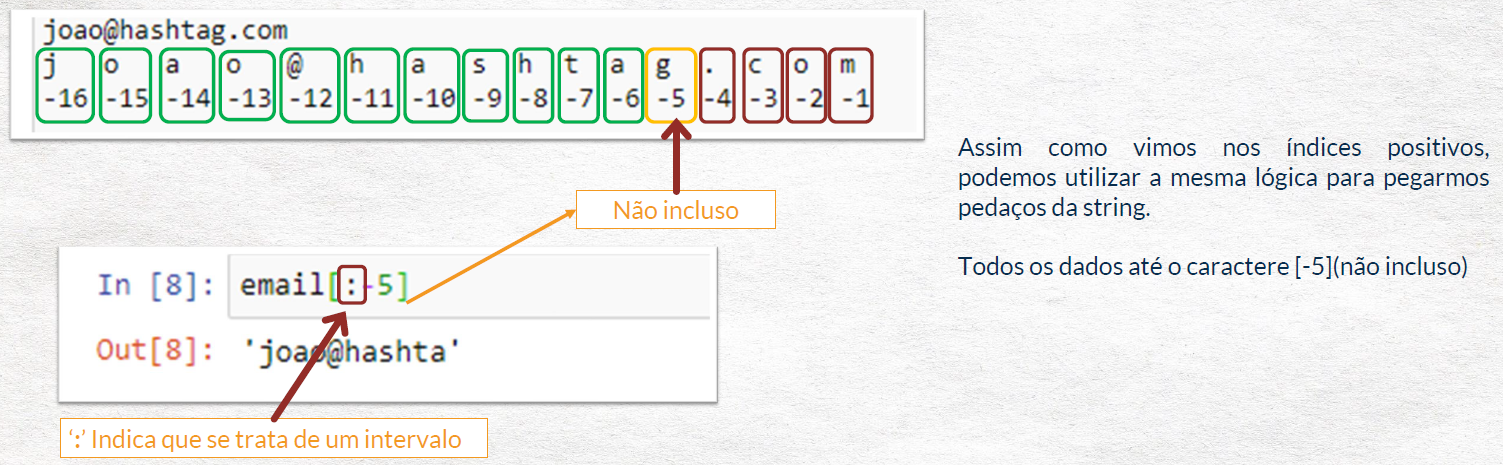 joao@hashtag.com
j o a o @ h a s h t a g . c o m
-16 -15 -14 -13 -12 -11 -10 -9 -8 -7 -6 -5 -4 -3 -2 -1
Não incluso
In [8]: email[:-5]
Out[8]: 'joao@hashta'
‘:’ Indica que se trata de um intervalo
Assim como vimos nos índices positivos,
podemos utilizar a mesma lógica para pegarmos
pedaços da string.
Todos os dados até o caractere [-5](não incluso)